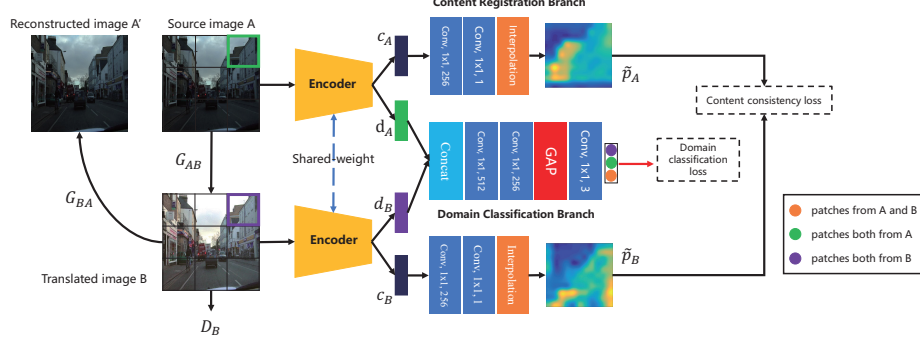 Content Registration Branch
Reconstructed image A'
Source image A
c_A
Conv, 1x1, 256
Conv, 1x1, 1
Interpolation
p̃_A
Encoder
Content consistency loss
d_A
G_AB
Shared-weight
Concat
Conv, 1x1, 512
Conv, 1x1, 256
GAP
Conv, 1x1, 3
Domain
classification
loss
G_BA
d_B
Domain Classification Branch
patches from A and B
patches both from A
patches both from B
Encoder
Translated image B
c_B
Conv, 1x1, 256
Conv, 1x1, 1
Interpolation
p̃_B
D_B